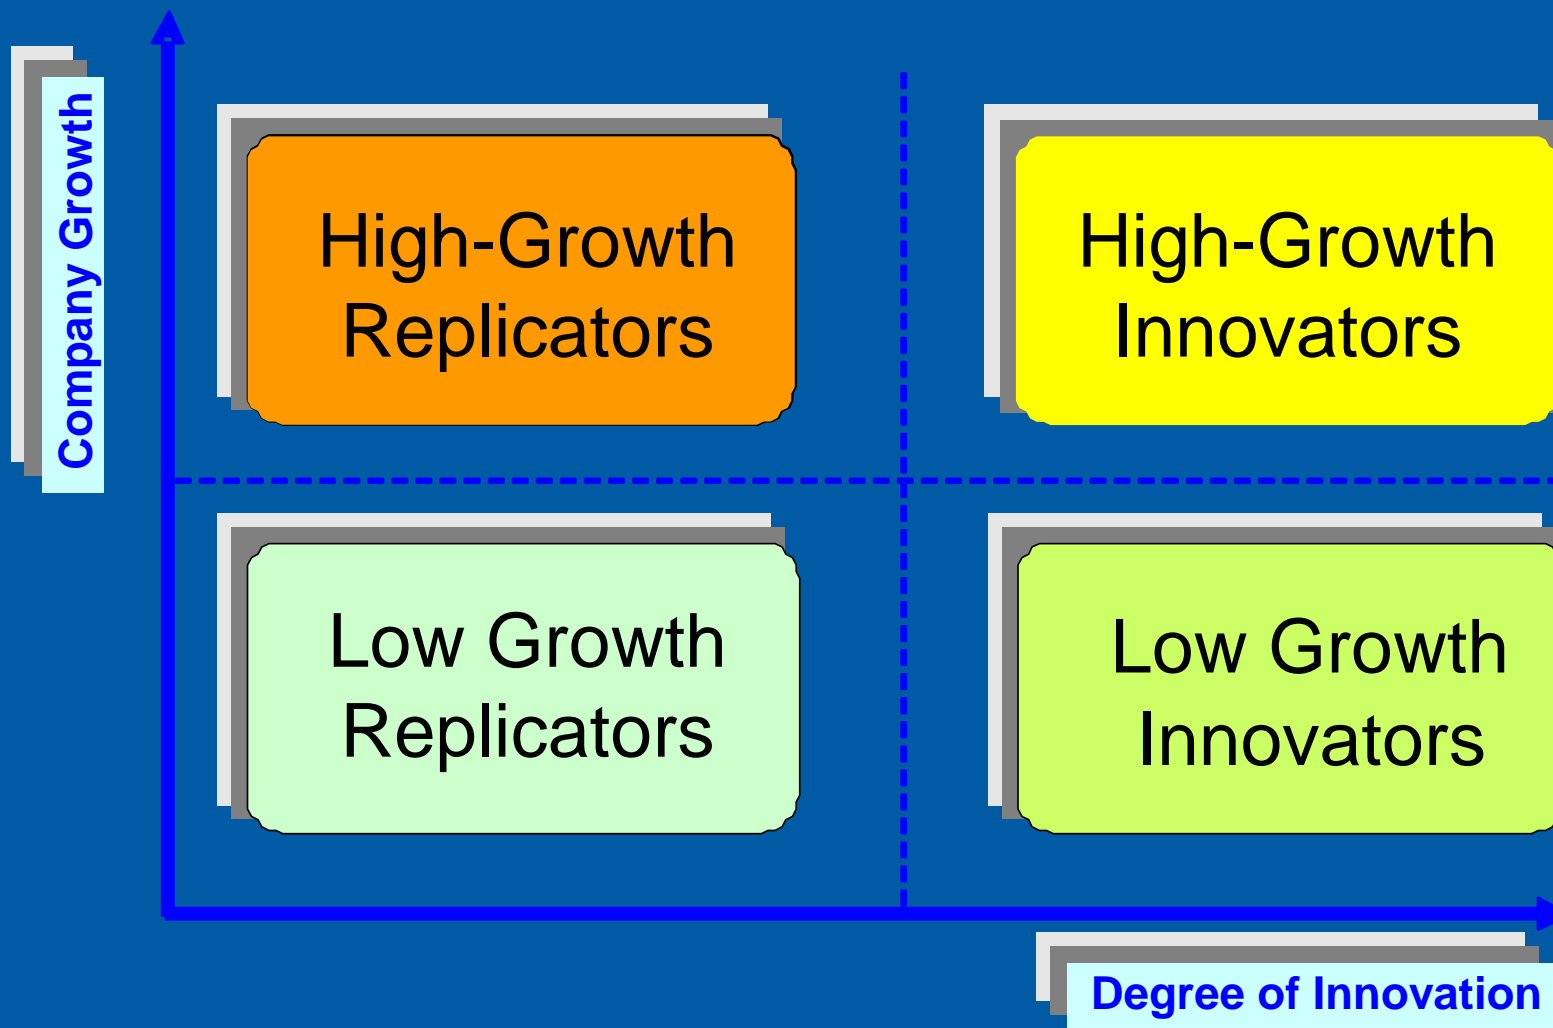 Company Growth
High-Growth
Replicators
High-Growth
Innovators
Low Growth
Replicators
Low Growth
Innovators
Degree of Innovation